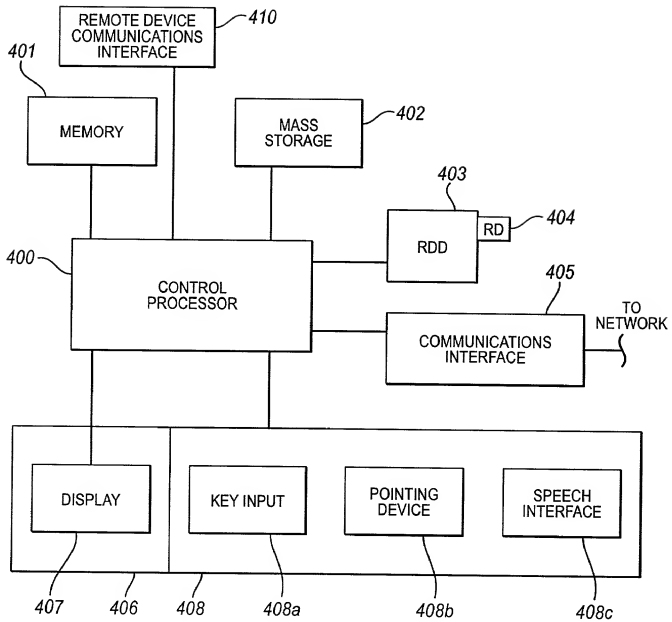 REMOTE DEVICE
COMMUNICATIONS
INTERFACE
410
401
MEMORY
MASS
STORAGE
402
403
RDD
RD
404
400
CONTROL
PROCESSOR
405
COMMUNICATIONS
INTERFACE
TO
NETWORK
DISPLAY
KEY INPUT
POINTING
DEVICE
SPEECH
INTERFACE
407
406
408
408a
408b
408c